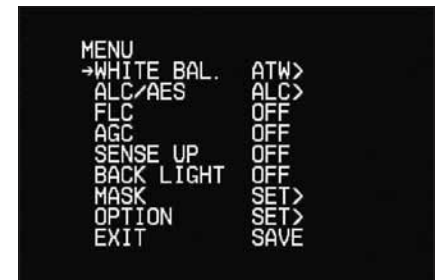 MENU
→WHITE BAL. ATW>
ALC/AES ALC>
FLC OFF
AGC OFF
SENSE UP OFF
BACK LIGHT OFF
MASK SET>
OPTION SET>
EXIT SAVE